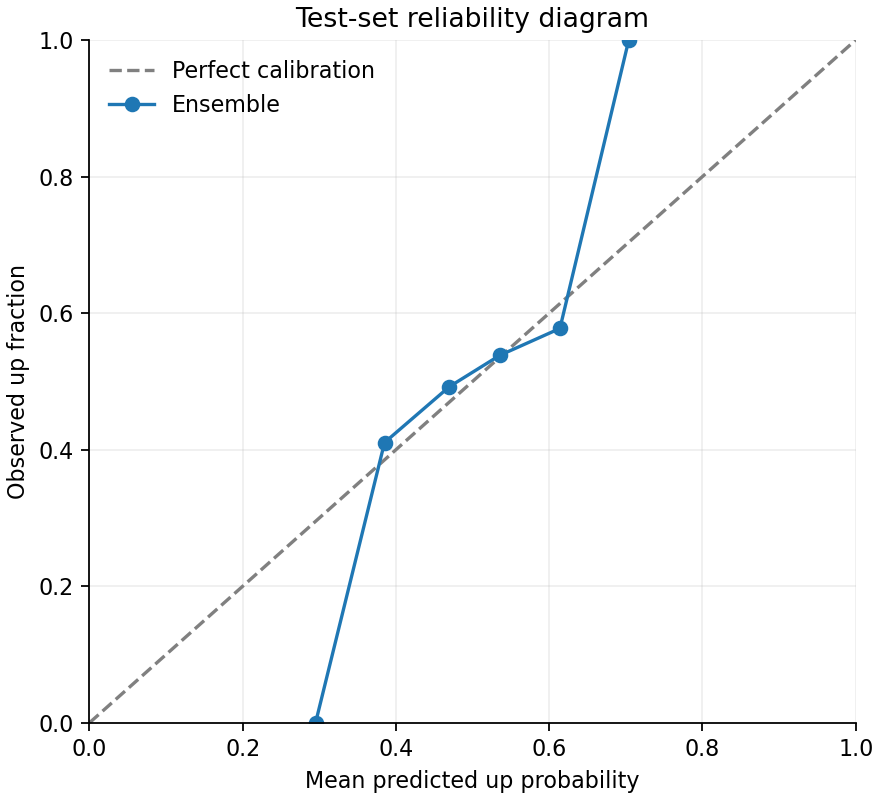 Test-set reliability diagram
Perfect calibration
Ensemble
Observed up fraction
1.0
0.8
0.6
0.4
0.2
0.0
0.0 0.2 0.4 0.6 0.8 1.0
Mean predicted up probability